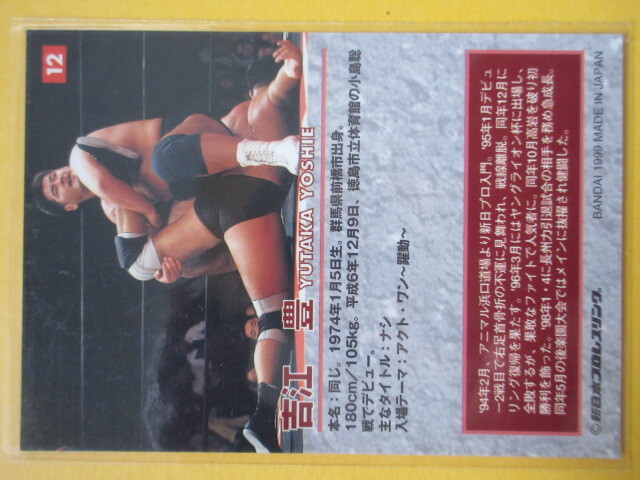 12
吉江 豊 YUTAKA YOSHIE
本名：同じ。1974年1月5日生。群馬県前橋市出身。
180cm／105kg。平成6年12月9日、徳島市立体育館の小島聡
戦でデビュー。
主なタイトル：ナシ
入場テーマ：アクト・ワン〜躍動〜
'94年2月、アニマル浜口道場より新日プロ入門。'95年1月デビュ
ー2戦目で右足首骨折の不運に見舞われ、戦線離脱。同年12月に
リング復帰を果たす。'96年3月にはヤングライオン杯に出場し、
全敗するが、果敢なファイトで人気者に。同年10月高岩を破り初
勝利を飾った。'98年1・4に長州力引退試合の相手を務め急成長。
同年5月の後楽園大会ではメインに抜擢され健闘した。
©新日本プロレスリング
BANDAI 1999 MADE IN JAPAN